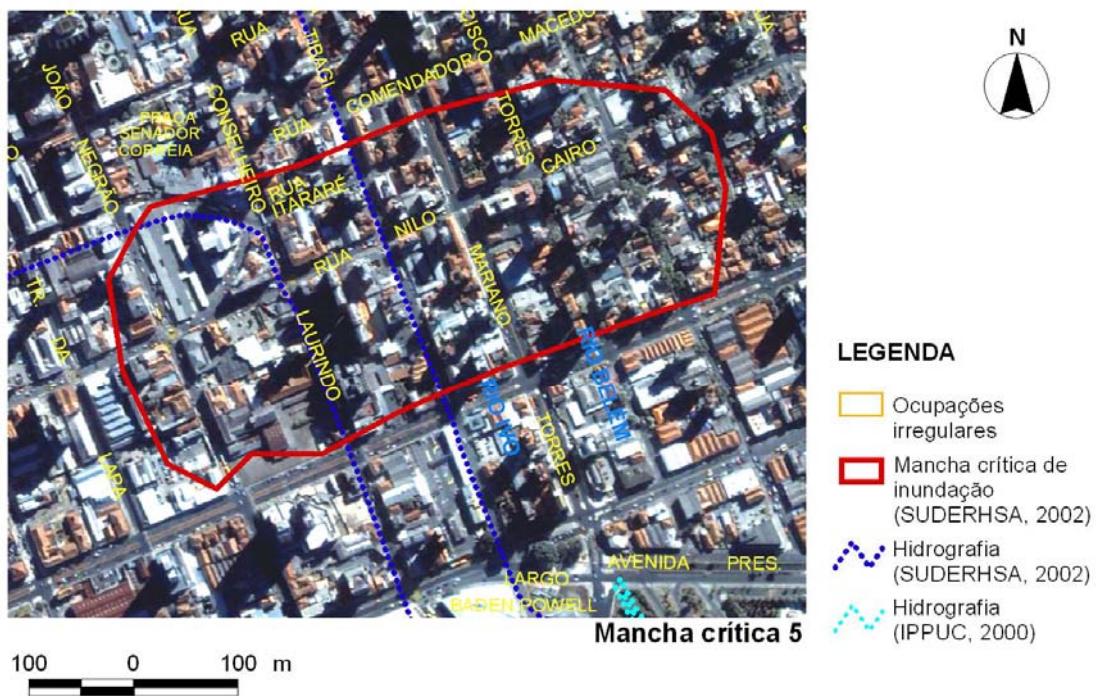 RUA
TIBAGI
CISCO
MACEDO
RUA
JOÃO
NEGRÃO
PRAÇA
SENADOR
CORREIA
CONSELHEIRO
RUA
COMENDADOR
TORRES
CAIRO
RUA
ITARARÉ
RUA
NILO
MARIANO
TR.
DA
LAURINDO
RIO IVO
RIO BELÉM
LAPA
TORRES
AVENIDA PRES.
LARGO
BADEN POWELL
Mancha crítica 5
N
LEGENDA
Ocupações
irregulares
Mancha crítica de
inundação
(SUDERHSA, 2002)
Hidrografia
(SUDERHSA, 2002)
Hidrografia
(IPPUC, 2000)
100 0 100 m